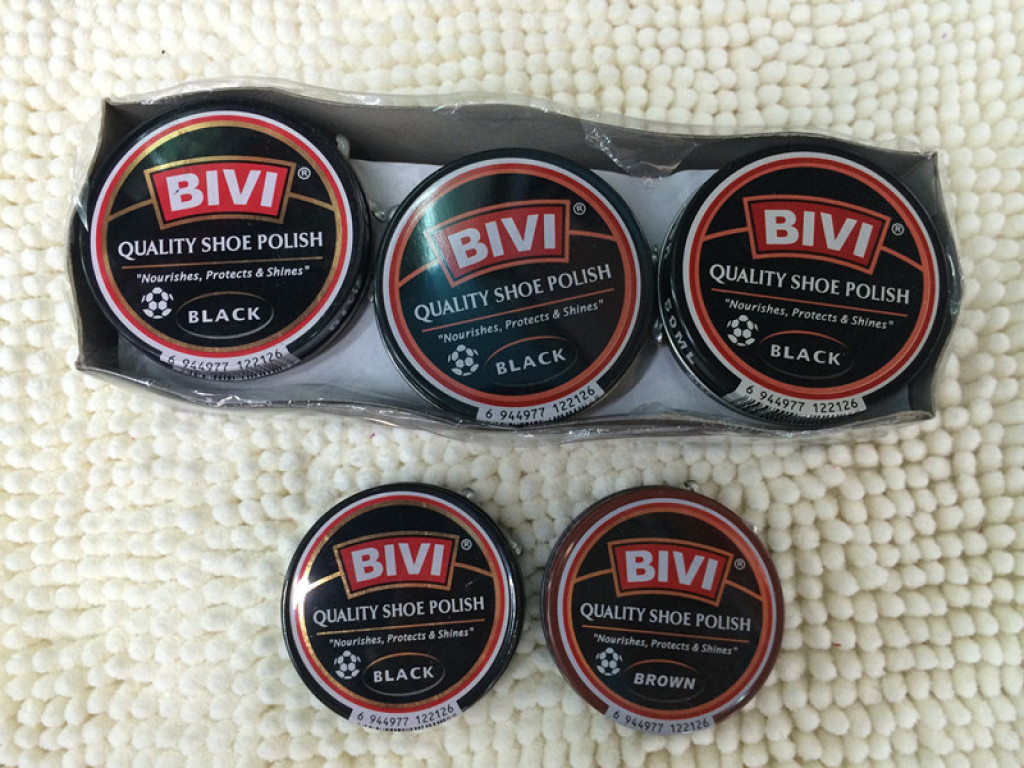 BIVI®
QUALITY SHOE POLISH
"Nourishes, Protects & Shines"
BLACK
6 944977 122126
BIVI®
QUALITY SHOE POLISH
"Nourishes, Protects & Shines"
BLACK
6 944977 122126
BIVI®
QUALITY SHOE POLISH
"Nourishes, Protects & Shines"
BLACK
6 944977 122126
50ML
BIVI®
QUALITY SHOE POLISH
"Nourishes, Protects & Shines"
BLACK
6 944977 122126
BIVI®
QUALITY SHOE POLISH
"Nourishes, Protects & Shines"
BROWN
6 944977 122126